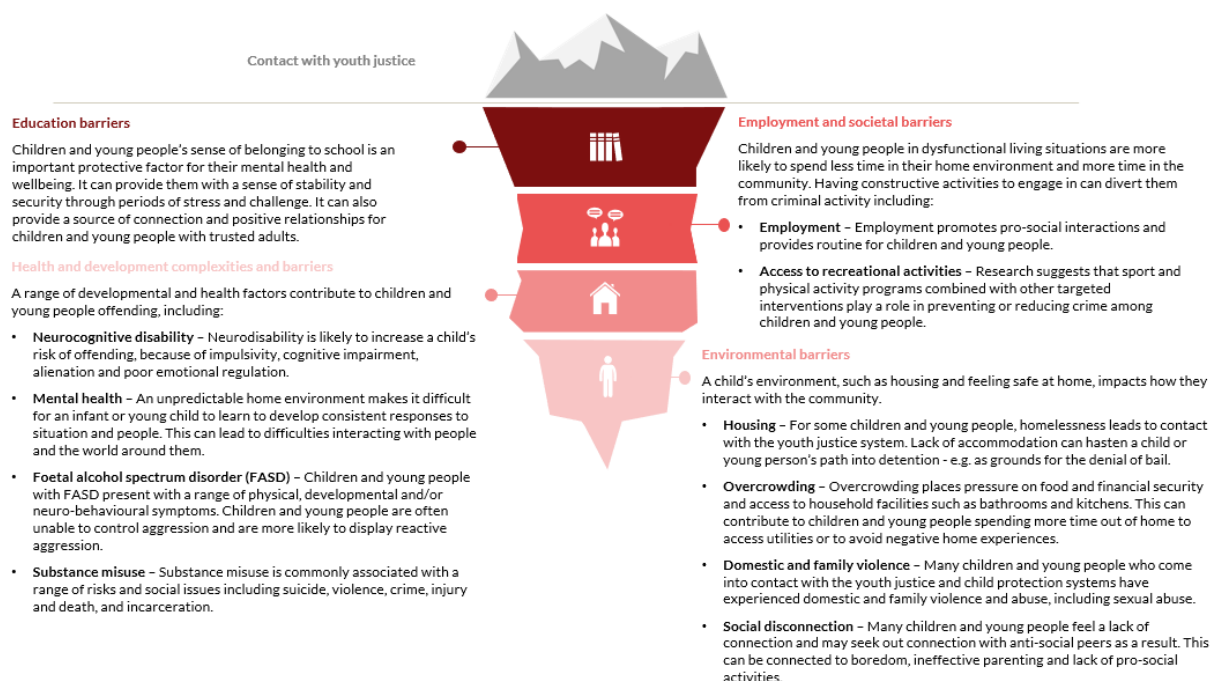 Contact with youth justice
Education barriers
Children and young people's sense of belonging to school is an
important protective factor for their mental health and
wellbeing. It can provide them with a sense of stability and
security through periods of stress and challenge. It can also
provide a source of connection and positive relationships for
children and young people with trusted adults.
Health and development complexities and barriers
A range of developmental and health factors contribute to children and
young people offending, including:
• Neurocognitive disability – Neurodisability is likely to increase a child's
risk of offending, because of impulsivity, cognitive impairment,
alienation and poor emotional regulation.
• Mental health – An unpredictable home environment makes it difficult
for an infant or young child to learn to develop consistent responses to
situation and people. This can lead to difficulties interacting with people
and the world around them.
• Foetal alcohol spectrum disorder (FASD) – Children and young people
with FASD present with a range of physical, developmental and/or
neuro-behavioural symptoms. Children and young people are often
unable to control aggression and are more likely to display reactive
aggression.
• Substance misuse – Substance misuse is commonly associated with a
range of risks and social issues including suicide, violence, crime, injury
and death, and incarceration.
Employment and societal barriers
Children and young people in dysfunctional living situations are more
likely to spend less time in their home environment and more time in the
community. Having constructive activities to engage in can divert them
from criminal activity including:
• Employment – Employment promotes pro-social interactions and
provides routine for children and young people.
• Access to recreational activities – Research suggests that sport and
physical activity programs combined with other targeted
interventions play a role in preventing or reducing crime among
children and young people.
Environmental barriers
A child's environment, such as housing and feeling safe at home, impacts how they
interact with the community.
• Housing – For some children and young people, homelessness leads to contact
with the youth justice system. Lack of accommodation can hasten a child or
young person's path into detention - e.g. as grounds for the denial of bail.
• Overcrowding – Overcrowding places pressure on food and financial security
and access to household facilities such as bathrooms and kitchens. This can
contribute to children and young people spending more time out of home to
access utilities or to avoid negative home experiences.
• Domestic and family violence – Many children and young people who come
into contact with the youth justice and child protection systems have
experienced domestic and family violence and abuse, including sexual abuse.
• Social disconnection – Many children and young people feel a lack of
connection and may seek out connection with anti-social peers as a result. This
can be connected to boredom, ineffective parenting and lack of pro-social
activities.